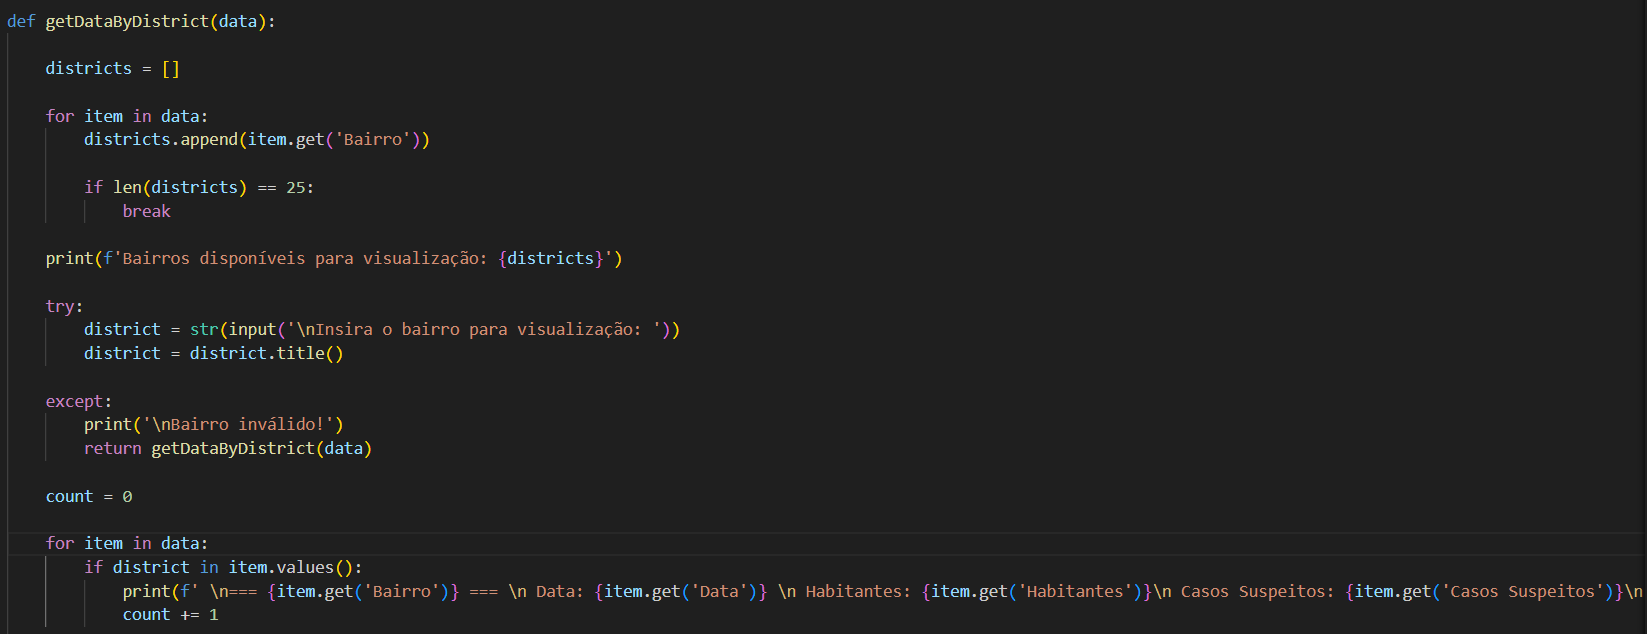 def getDataByDistrict(data):
districts = []
for item in data:
districts.append(item.get('Bairro'))
if len(districts) == 25:
break
print(f'Bairros disponíveis para visualização: {districts}')
try:
district = str(input('\nInsira o bairro para visualização: '))
district = district.title()
except:
print('\nBairro inválido!')
return getDataByDistrict(data)
count = 0
for item in data:
if district in item.values():
print(f' \n=== {item.get('Bairro')} === \n Data: {item.get('Data')} \n Habitantes: {item.get('Habitantes')}\n Casos Suspeitos: {item.get('Casos Suspeitos')}\n
count += 1